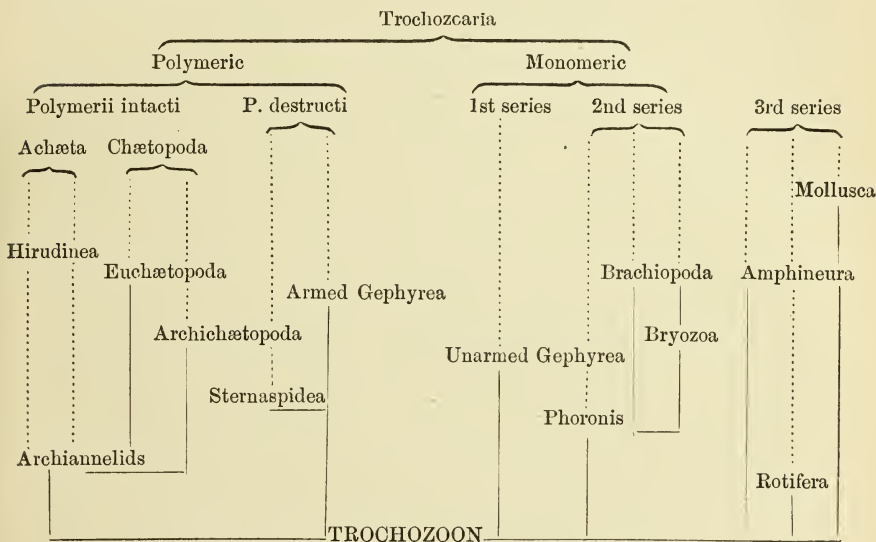 Trochozcaria
Polymeric Monomeric
Polymerii intacti P. destructi 1st series 2nd series 3rd series
Achæta Chætopoda
Mollusca
Hirudinea
Euchætopoda Brachiopoda Amphineura
Armed Gephyrea
Archichætopoda Bryozoa
Unarmed Gephyrea
Sternaspidea
Phoronis
Archiannelids
Rotifera
TROCHOZOON